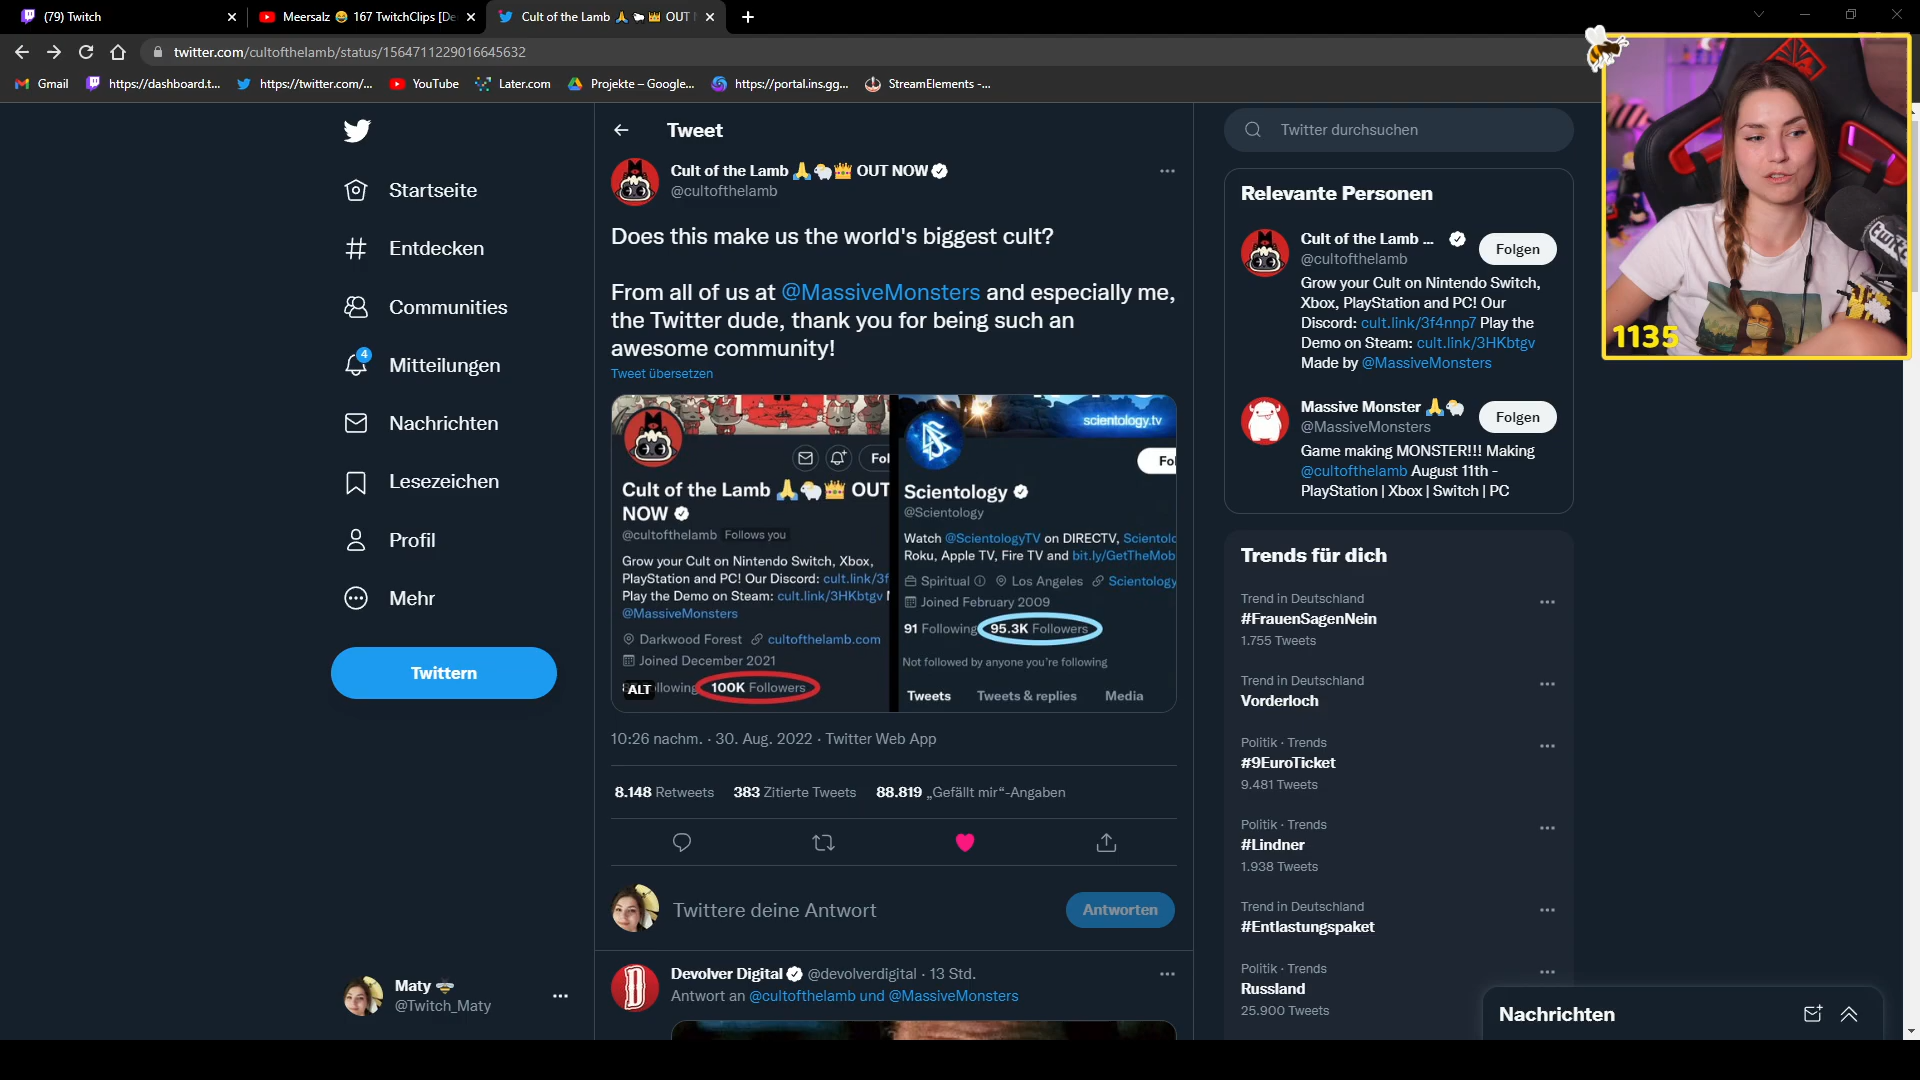 (79) Twitch
Meersalz 😂 167 TwitchClips [De
Cult of the Lamb 🙏 🐑 👑 OUT N
twitter.com/cultofthelamb/status/1564711229016645632
Gmail
https://dashboard.t...
https://twitter.com/...
YouTube
Later.com
Projekte – Google...
https://portal.ins.gg...
StreamElements -...
Startseite
Entdecken
Communities
4
Mitteilungen
Nachrichten
Lesezeichen
Profil
Mehr
Twittern
Maty 🐝
@Twitch_Maty
Tweet
Cult of the Lamb 🙏🐑👑 OUT NOW
@cultofthelamb
Does this make us the world's biggest cult?
From all of us at @MassiveMonsters and especially me,
the Twitter dude, thank you for being such an
awesome community!
Tweet übersetzen
Fol
Cult of the Lamb 🙏🐑👑 OUT
NOW
@cultofthelamb Follows you
Grow your Cult on Nintendo Switch, Xbox,
PlayStation and PC! Our Discord: cult.link/3f
Play the Demo on Steam: cult.link/3HKbtgv
@MassiveMonsters
Darkwood Forest cultofthelamb.com
Joined December 2021
ALT llowing 100K Followers
scientology.tv
Fol
Scientology
@Scientology
Watch @ScientologyTV on DIRECTV, Scientolo
Roku, Apple TV, Fire TV and bit.ly/GetTheMob
Spiritual Los Angeles Scientology
Joined February 2009
91 Following 95.3K Followers
Not followed by anyone you're following
Tweets Tweets & replies Media
10:26 nachm. · 30. Aug. 2022 · Twitter Web App
8.148 Retweets 383 Zitierte Tweets 88.819 „Gefällt mir“-Angaben
Twittere deine Antwort
Antworten
Devolver Digital @devolverdigital · 13 Std.
Antwort an @cultofthelamb und @MassiveMonsters
Twitter durchsuchen
Relevante Personen
Cult of the Lamb ...
@cultofthelamb
Folgen
Grow your Cult on Nintendo Switch,
Xbox, PlayStation and PC! Our
Discord: cult.link/3f4nnp7 Play the
Demo on Steam: cult.link/3HKbtgv
Made by @MassiveMonsters
Massive Monster 🙏🐑
@MassiveMonsters
Folgen
Game making MONSTER!!! Making
@cultofthelamb August 11th -
PlayStation | Xbox | Switch | PC
Trends für dich
Trend in Deutschland
#FrauenSagenNein
1.755 Tweets
Trend in Deutschland
Vorderloch
Politik · Trends
#9EuroTicket
9.481 Tweets
Politik · Trends
#Lindner
1.938 Tweets
Trend in Deutschland
#Entlastungspaket
Politik · Trends
Russland
25.900 Tweets
Nachrichten
1135